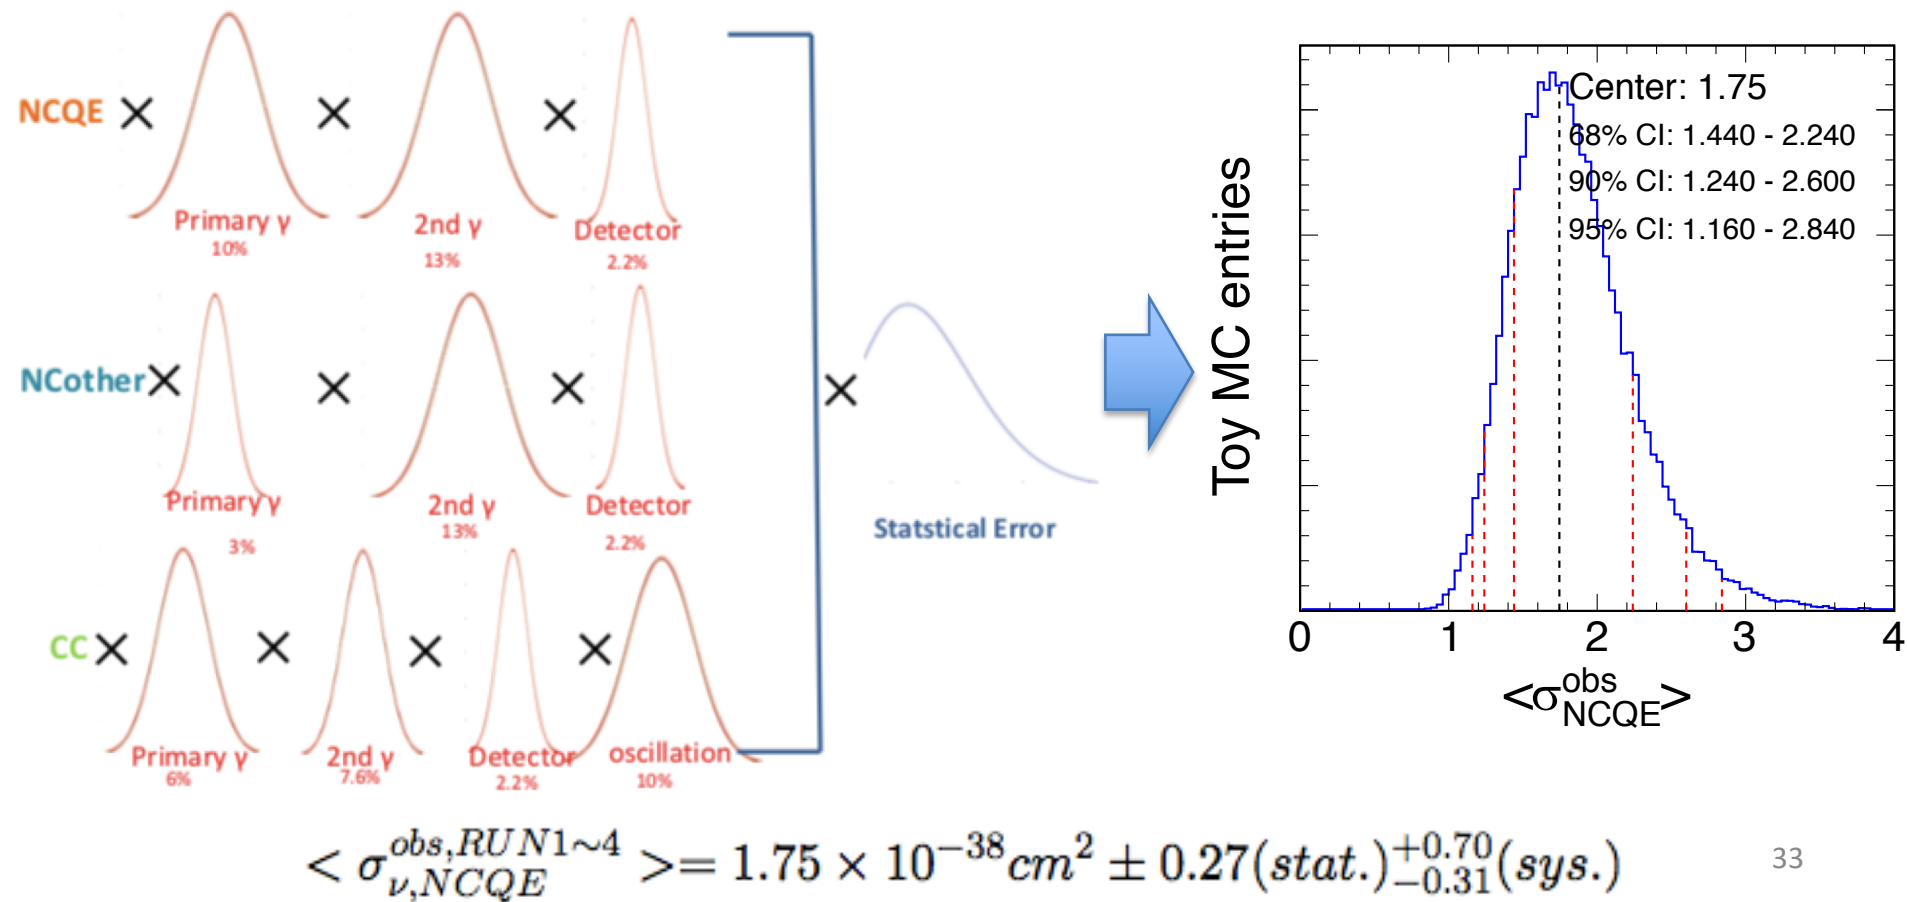 NCQE × × ×
Primary γ 2nd γ Detector
10% 13% 2.2%
NCother × × ×
Primary γ 2nd γ Detector
3% 13% 2.2%
CC × × × ×
Primary γ 2nd γ Detector oscillation
6% 7.6% 2.2% 10%
×
Statstical Error
Toy MC entries
Center: 1.75
68% CI: 1.440 - 2.240
90% CI: 1.240 - 2.600
95% CI: 1.160 - 2.840
0 1 2 3 4
<σ^obs_NCQE>
< σ^{obs,RUN1∼4}_{ν,NCQE} >= 1.75 × 10^{−38}cm^2 ± 0.27(stat.)^{+0.70}_{−0.31}(sys.)
33